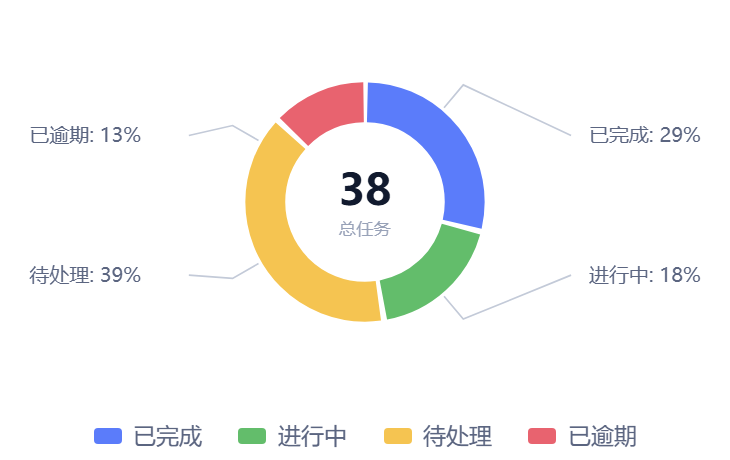 已逾期: 13%
已完成: 29%
38
总任务
待处理: 39%
进行中: 18%
已完成
进行中
待处理
已逾期